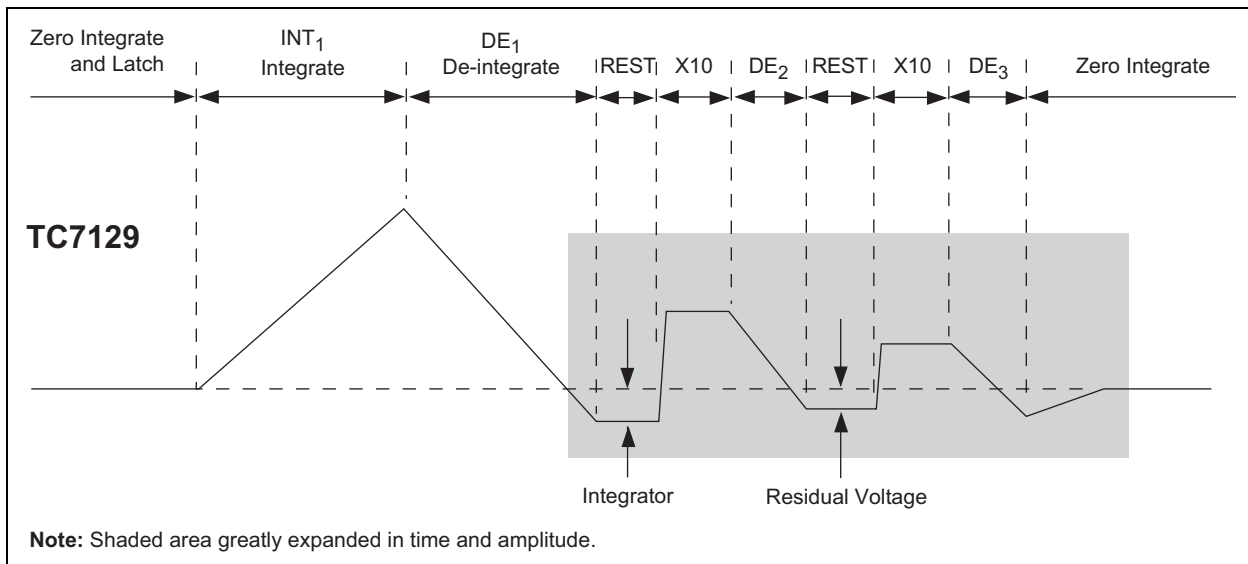 Zero Integrate
and Latch
INT1
Integrate
DE1
De-integrate
REST
X10
DE2
REST
X10
DE3
Zero Integrate
TC7129
Integrator
Residual Voltage
Note: Shaded area greatly expanded in time and amplitude.